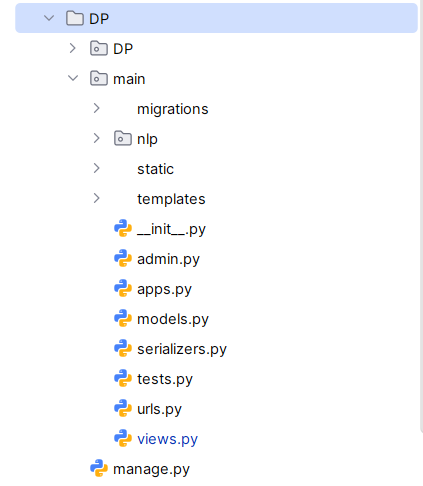 DP
DP
main
migrations
nlp
static
templates
__init__.py
admin.py
apps.py
models.py
serializers.py
tests.py
urls.py
views.py
manage.py